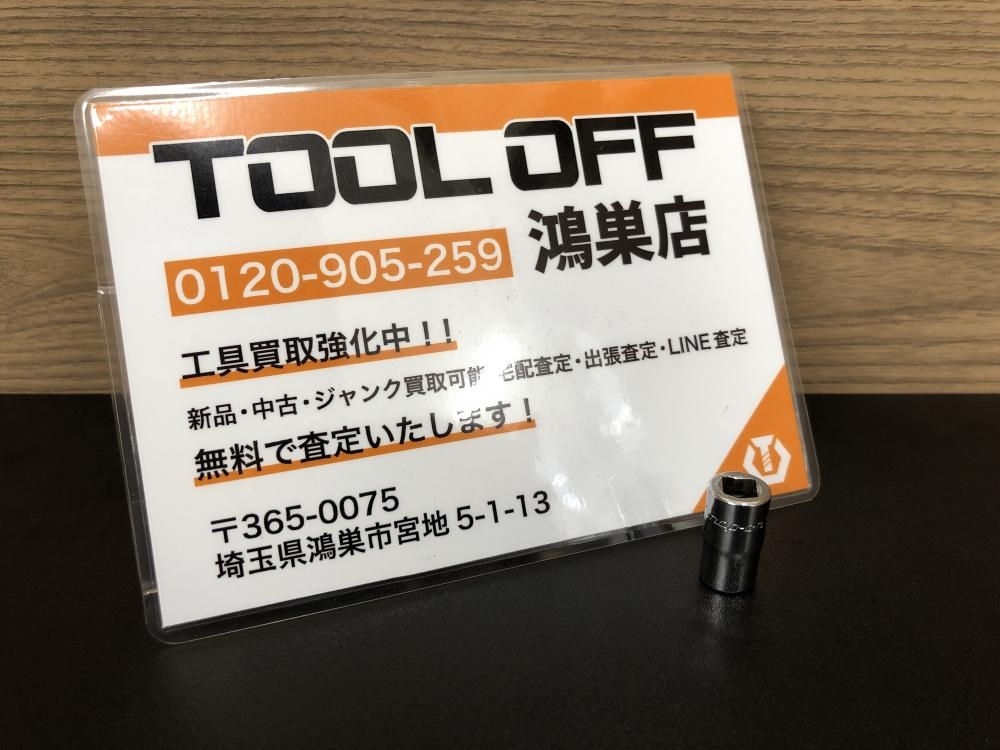 TOOL OFF
鴻巣店
0120-905-259
工具買取強化中！！
新品・中古・ジャンク買取可能 宅配査定・出張査定・LINE査定
無料で査定いたします！
〒365-0075
埼玉県鴻巣市宮地 5-1-13
Snap-on